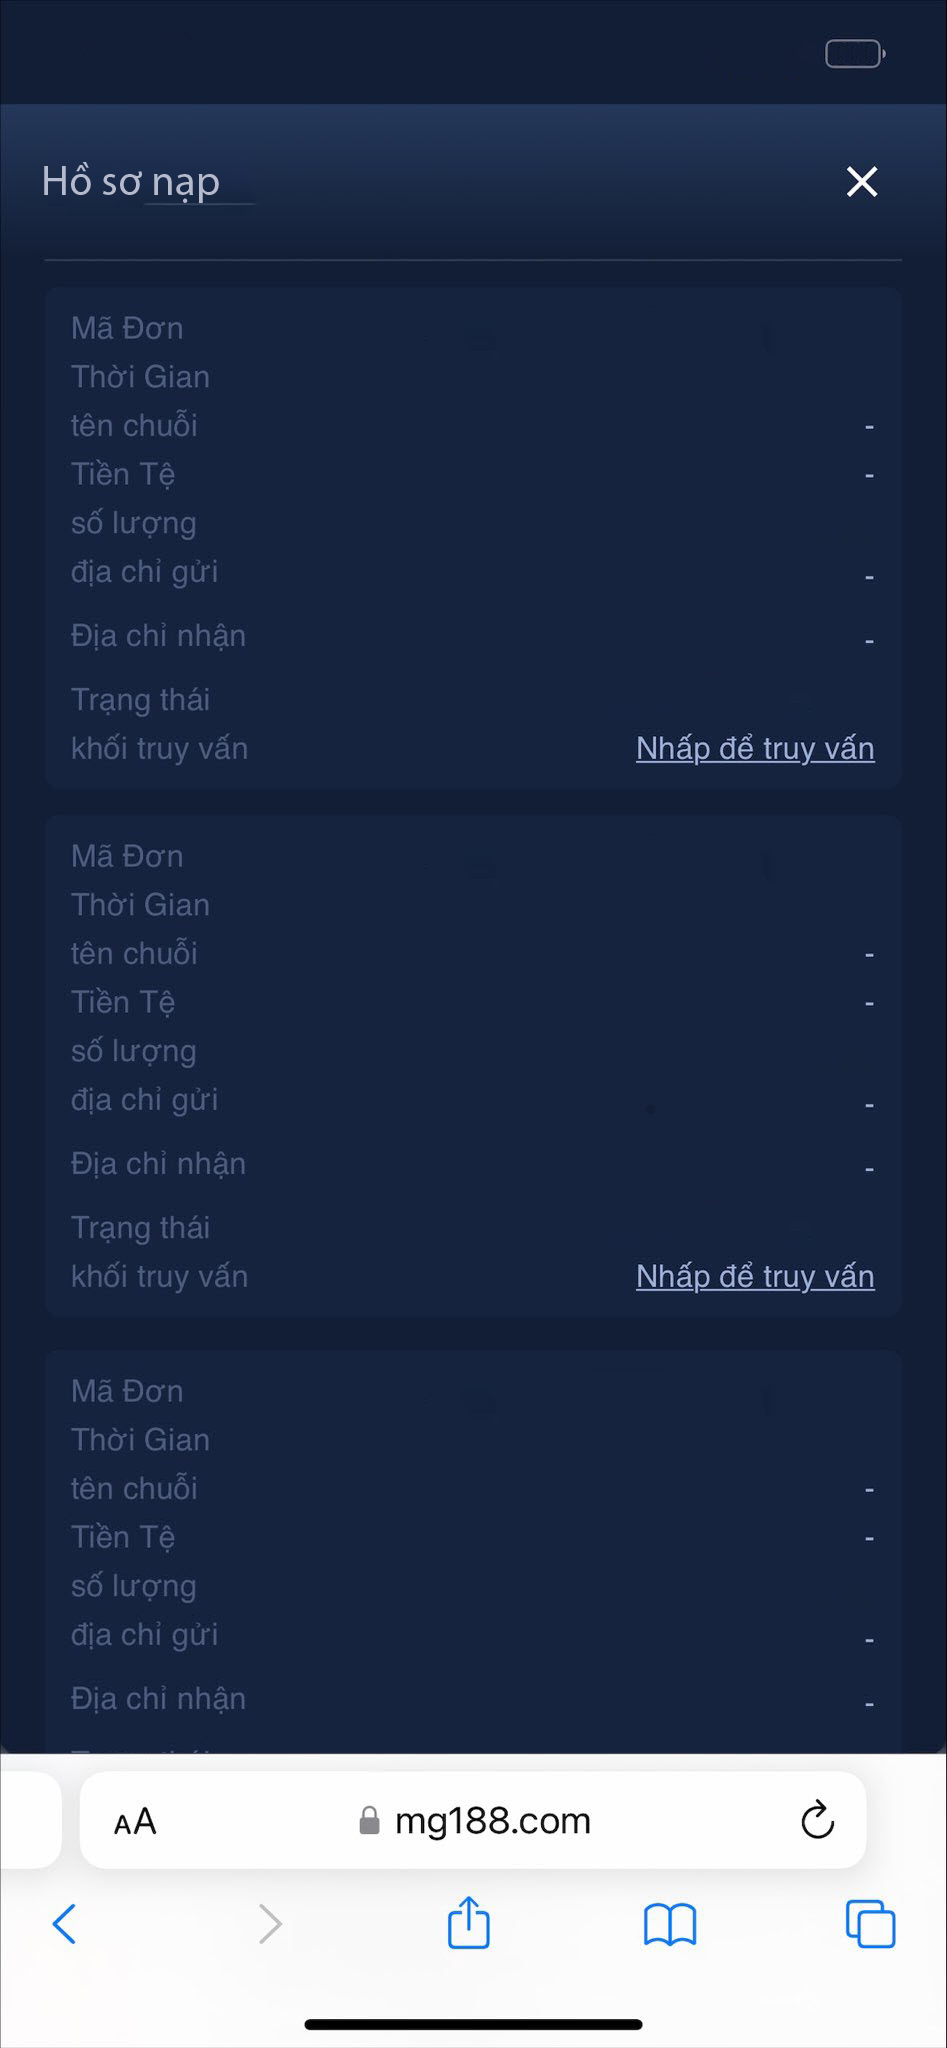 Hồ sơ nạp
Mã Đơn
Thời Gian
tên chuỗi -
Tiền Tệ -
số lượng
địa chỉ gửi -
Địa chỉ nhận -
Trạng thái
khối truy vấn Nhấp để truy vấn
Mã Đơn
Thời Gian
tên chuỗi -
Tiền Tệ -
số lượng
địa chỉ gửi -
Địa chỉ nhận -
Trạng thái
khối truy vấn Nhấp để truy vấn
Mã Đơn
Thời Gian
tên chuỗi -
Tiền Tệ -
số lượng
địa chỉ gửi -
Địa chỉ nhận -
AA mg188.com